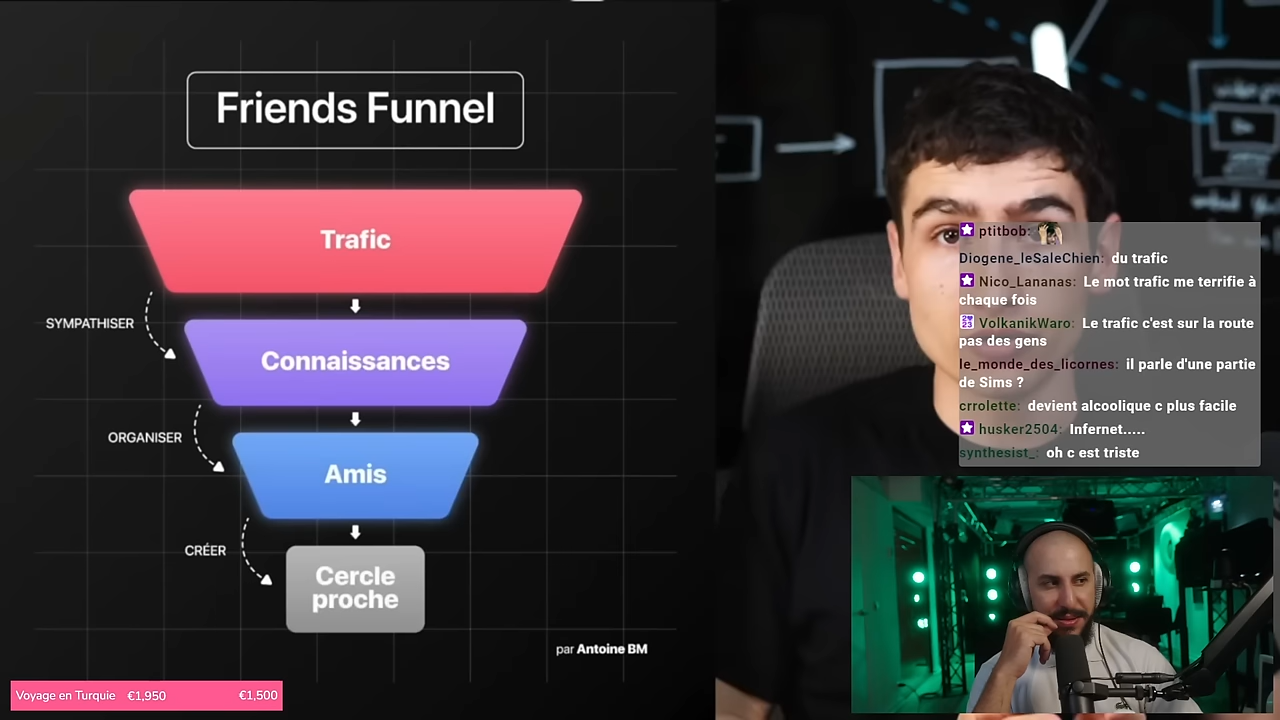 Friends Funnel
Trafic
SYMPATHISER
Connaissances
ORGANISER
Amis
CRÉER
Cercle
proche
par Antoine BM
Voyage en Turquie €1,950 €1,500
ptitbob:
Diogene_leSaleChien: du trafic
Nico_Lananas: Le mot trafic me terrifie à
chaque fois
VolkanikWaro: Le trafic c'est sur la route
pas des gens
le_monde_des_licornes: il parle d'une partie
de Sims ?
crrolette: devient alcoolique c plus facile
husker2504: Infernet.....
synthesist_: oh c est triste